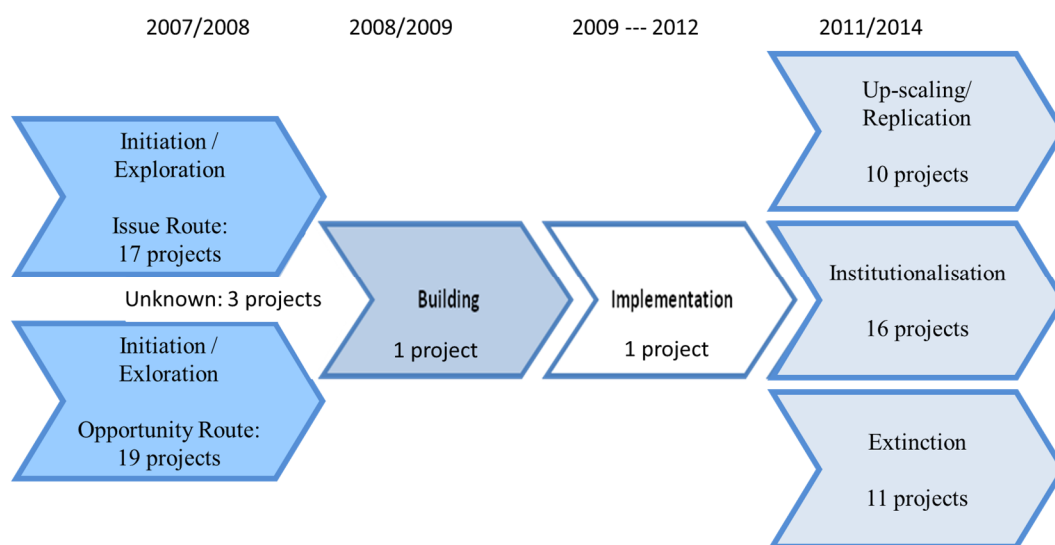 2007/2008
2008/2009
2009 --- 2012
2011/2014
Initiation /
Exploration
Issue Route:
17 projects
Unknown: 3 projects
Initiation /
Exloration
Opportunity Route:
19 projects
Building
1 project
Implementation
1 project
Up-scaling/
Replication
10 projects
Institutionalisation
16 projects
Extinction
11 projects